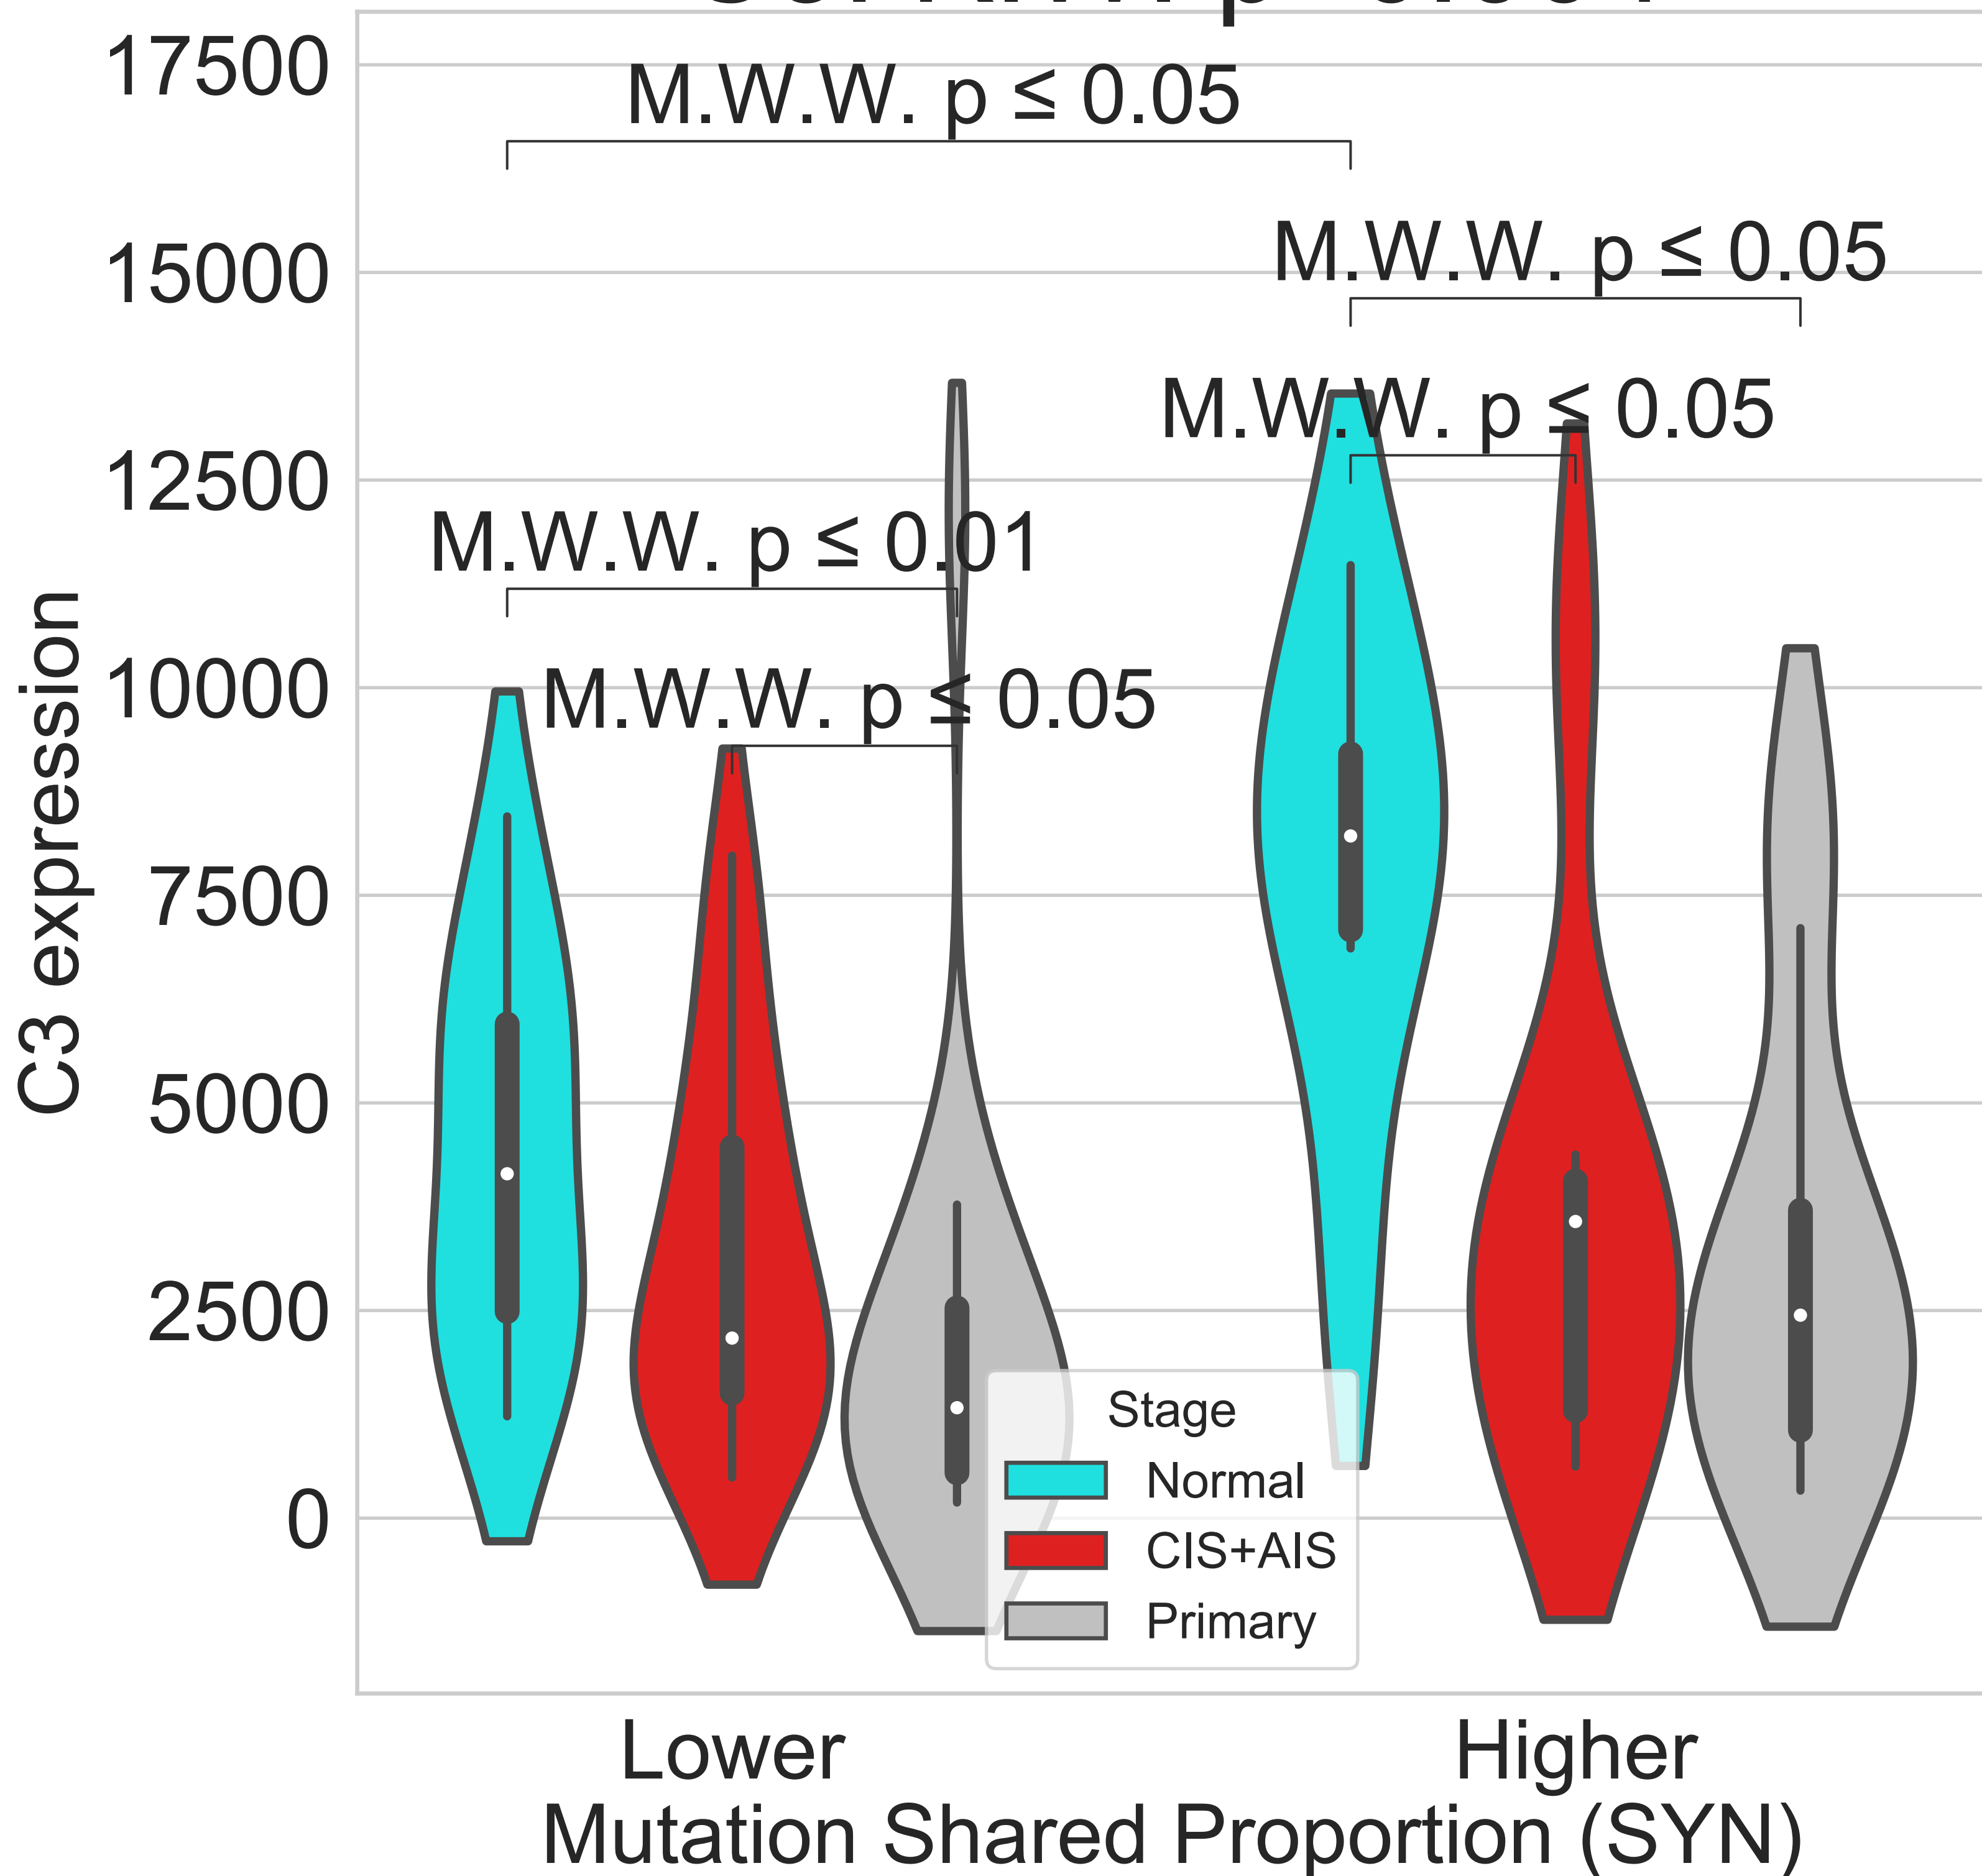 17500
15000
12500
10000
7500
5000
2500
0
C3 expression
M.W.W. p ≤ 0.05
M.W.W. p ≤ 0.05
M.W.W. p ≤ 0.05
M.W.W. p ≤ 0.01
M.W.W. p ≤ 0.05
Stage
Normal
CIS+AIS
Primary
Lower
Higher
Mutation Shared Proportion (SYN)